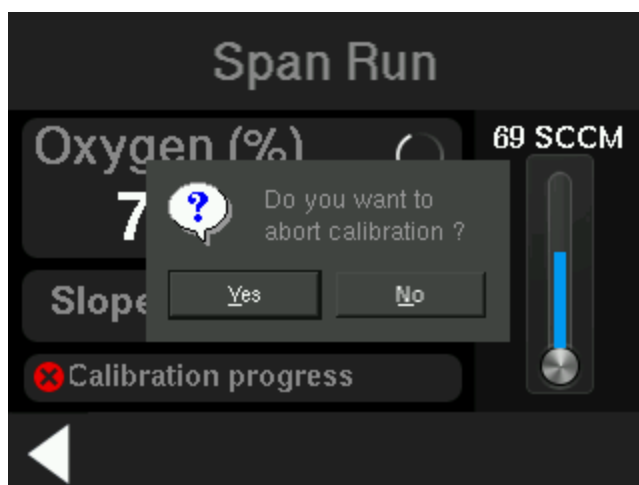 Span Run
Oxygen (%)
69 SCCM
7
Do you want to
abort calibration ?
Slope
Yes
No
Calibration progress